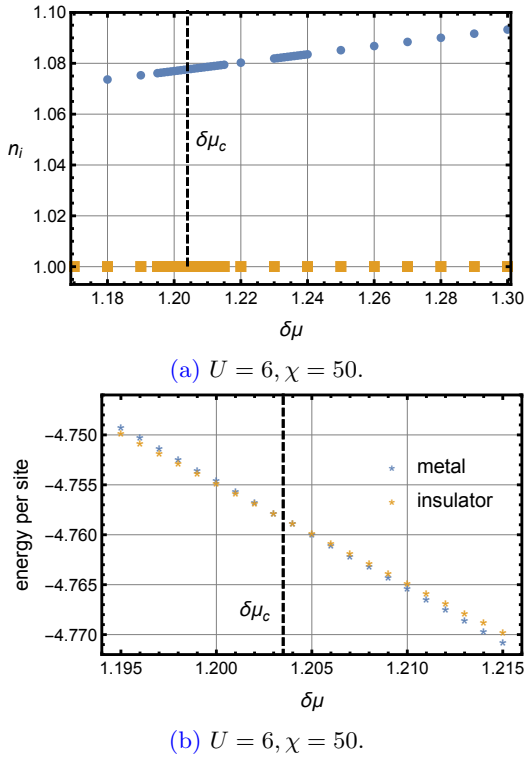 1.10
1.08
1.06
1.04
1.02
1.00
n_i
δμ_c
1.18 1.20 1.22 1.24 1.26 1.28 1.30
δμ
(a) U = 6, χ = 50.
−4.750
−4.755
−4.760
−4.765
−4.770
energy per site
metal
insulator
δμ_c
1.195 1.200 1.205 1.210 1.215
δμ
(b) U = 6, χ = 50.